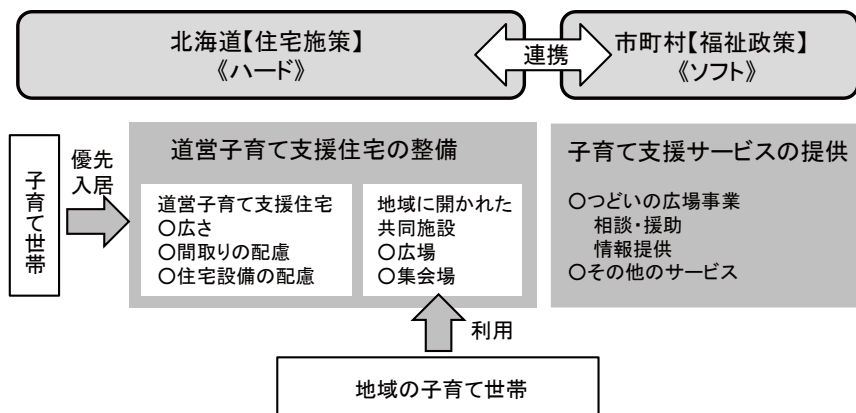 北海道【住宅施策】
《ハード》
連携
市町村【福祉政策】
《ソフト》
子育て世帯
優先
入居
道営子育て支援住宅の整備
道営子育て支援住宅
○広さ
○間取りの配慮
○住宅設備の配慮
地域に開かれた
共同施設
○広場
○集会場
子育て支援サービスの提供
○つどいの広場事業
相談・援助
情報提供
○その他のサービス
利用
地域の子育て世帯